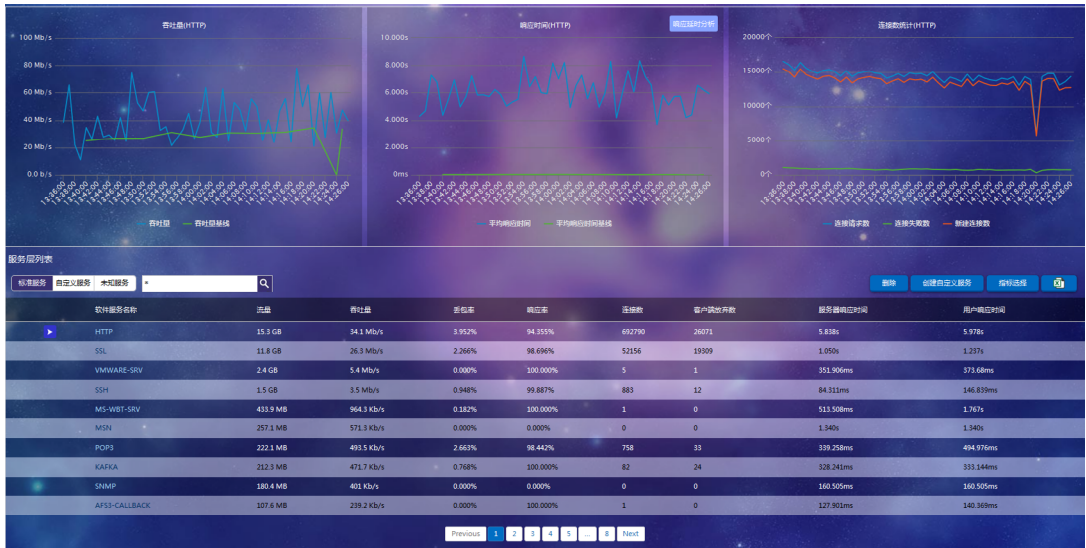 吞吐量(HTTP)
100 Mb/s
80 Mb/s
60 Mb/s
40 Mb/s
20 Mb/s
0.0 b/s
吞吐量 吞吐量基线
响应时间(HTTP)
响应延时分析
10.000s
8.000s
6.000s
4.000s
2.000s
0ms
平均响应时间 平均响应时间基线
连接数统计(HTTP)
20000个
15000个
10000个
5000个
0个
连接请求数 连接失败数 新建连接数
服务层列表
标准服务 自定义服务 未知服务 * 删除 创建自定义服务 指标选择
软件服务名称 流量 吞吐量 丢包率 响应率 连接数 客户端放弃数 服务器响应时间 用户响应时间
HTTP 15.3 GB 34.1 Mb/s 3.952% 94.355% 692790 26071 5.838s 5.978s
SSL 11.8 GB 26.3 Mb/s 2.266% 98.696% 52156 19309 1.050s 1.237s
VMWARE-SRV 2.4 GB 5.4 Mb/s 0.000% 100.000% 5 1 351.906ms 373.68ms
SSH 1.5 GB 3.5 Mb/s 0.948% 99.887% 883 12 84.311ms 146.839ms
MS-WBT-SRV 433.9 MB 964.3 Kb/s 0.182% 100.000% 1 0 513.508ms 1.767s
MSN 257.1 MB 571.3 Kb/s 0.000% 0.000% 0 0 1.340s 1.340s
POP3 222.1 MB 493.5 Kb/s 2.663% 98.442% 758 33 339.258ms 494.976ms
KAFKA 212.3 MB 471.7 Kb/s 0.768% 100.000% 82 24 328.241ms 333.144ms
SNMP 180.4 MB 401 Kb/s 0.000% 0.000% 0 0 160.505ms 160.505ms
AFS3-CALLBACK 107.6 MB 239.2 Kb/s 0.000% 100.000% 1 0 127.901ms 140.369ms
Previous 1 2 3 4 5 ... 8 Next